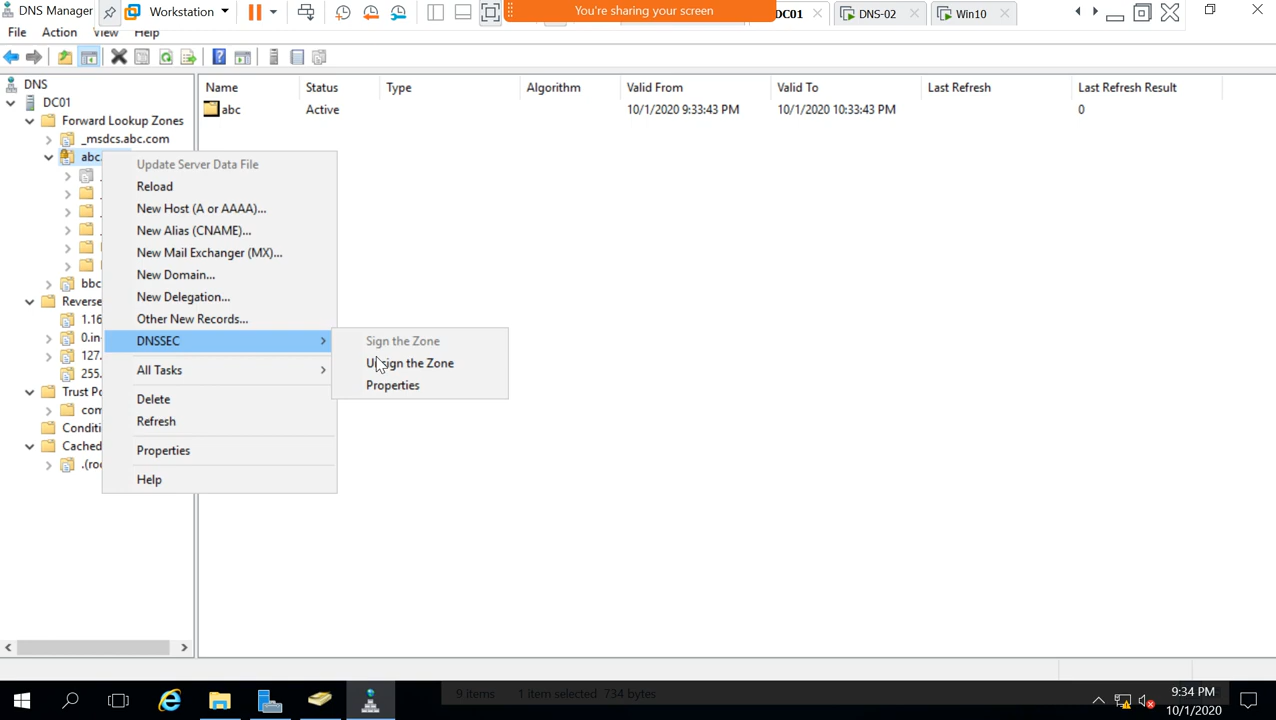 DNS Manager
Workstation
You're sharing your screen
DC01
DNS-02
Win10
File
Action
View
Help
DNS
DC01
Forward Lookup Zones
_msdcs.abc.com
abc.
bbc
Reverse
1.16
0.in-
127.
255.
Trust Po
com
Conditi
Cached
.(roo
Update Server Data File
Reload
New Host (A or AAAA)...
New Alias (CNAME)...
New Mail Exchanger (MX)...
New Domain...
New Delegation...
Other New Records...
DNSSEC
All Tasks
Delete
Refresh
Properties
Help
Sign the Zone
Unsign the Zone
Properties
Name Status Type Algorithm Valid From Valid To Last Refresh Last Refresh Result
abc Active 10/1/2020 9:33:43 PM 10/1/2020 10:33:43 PM 0
9 items 1 item selected 734 bytes
9:34 PM
10/1/2020